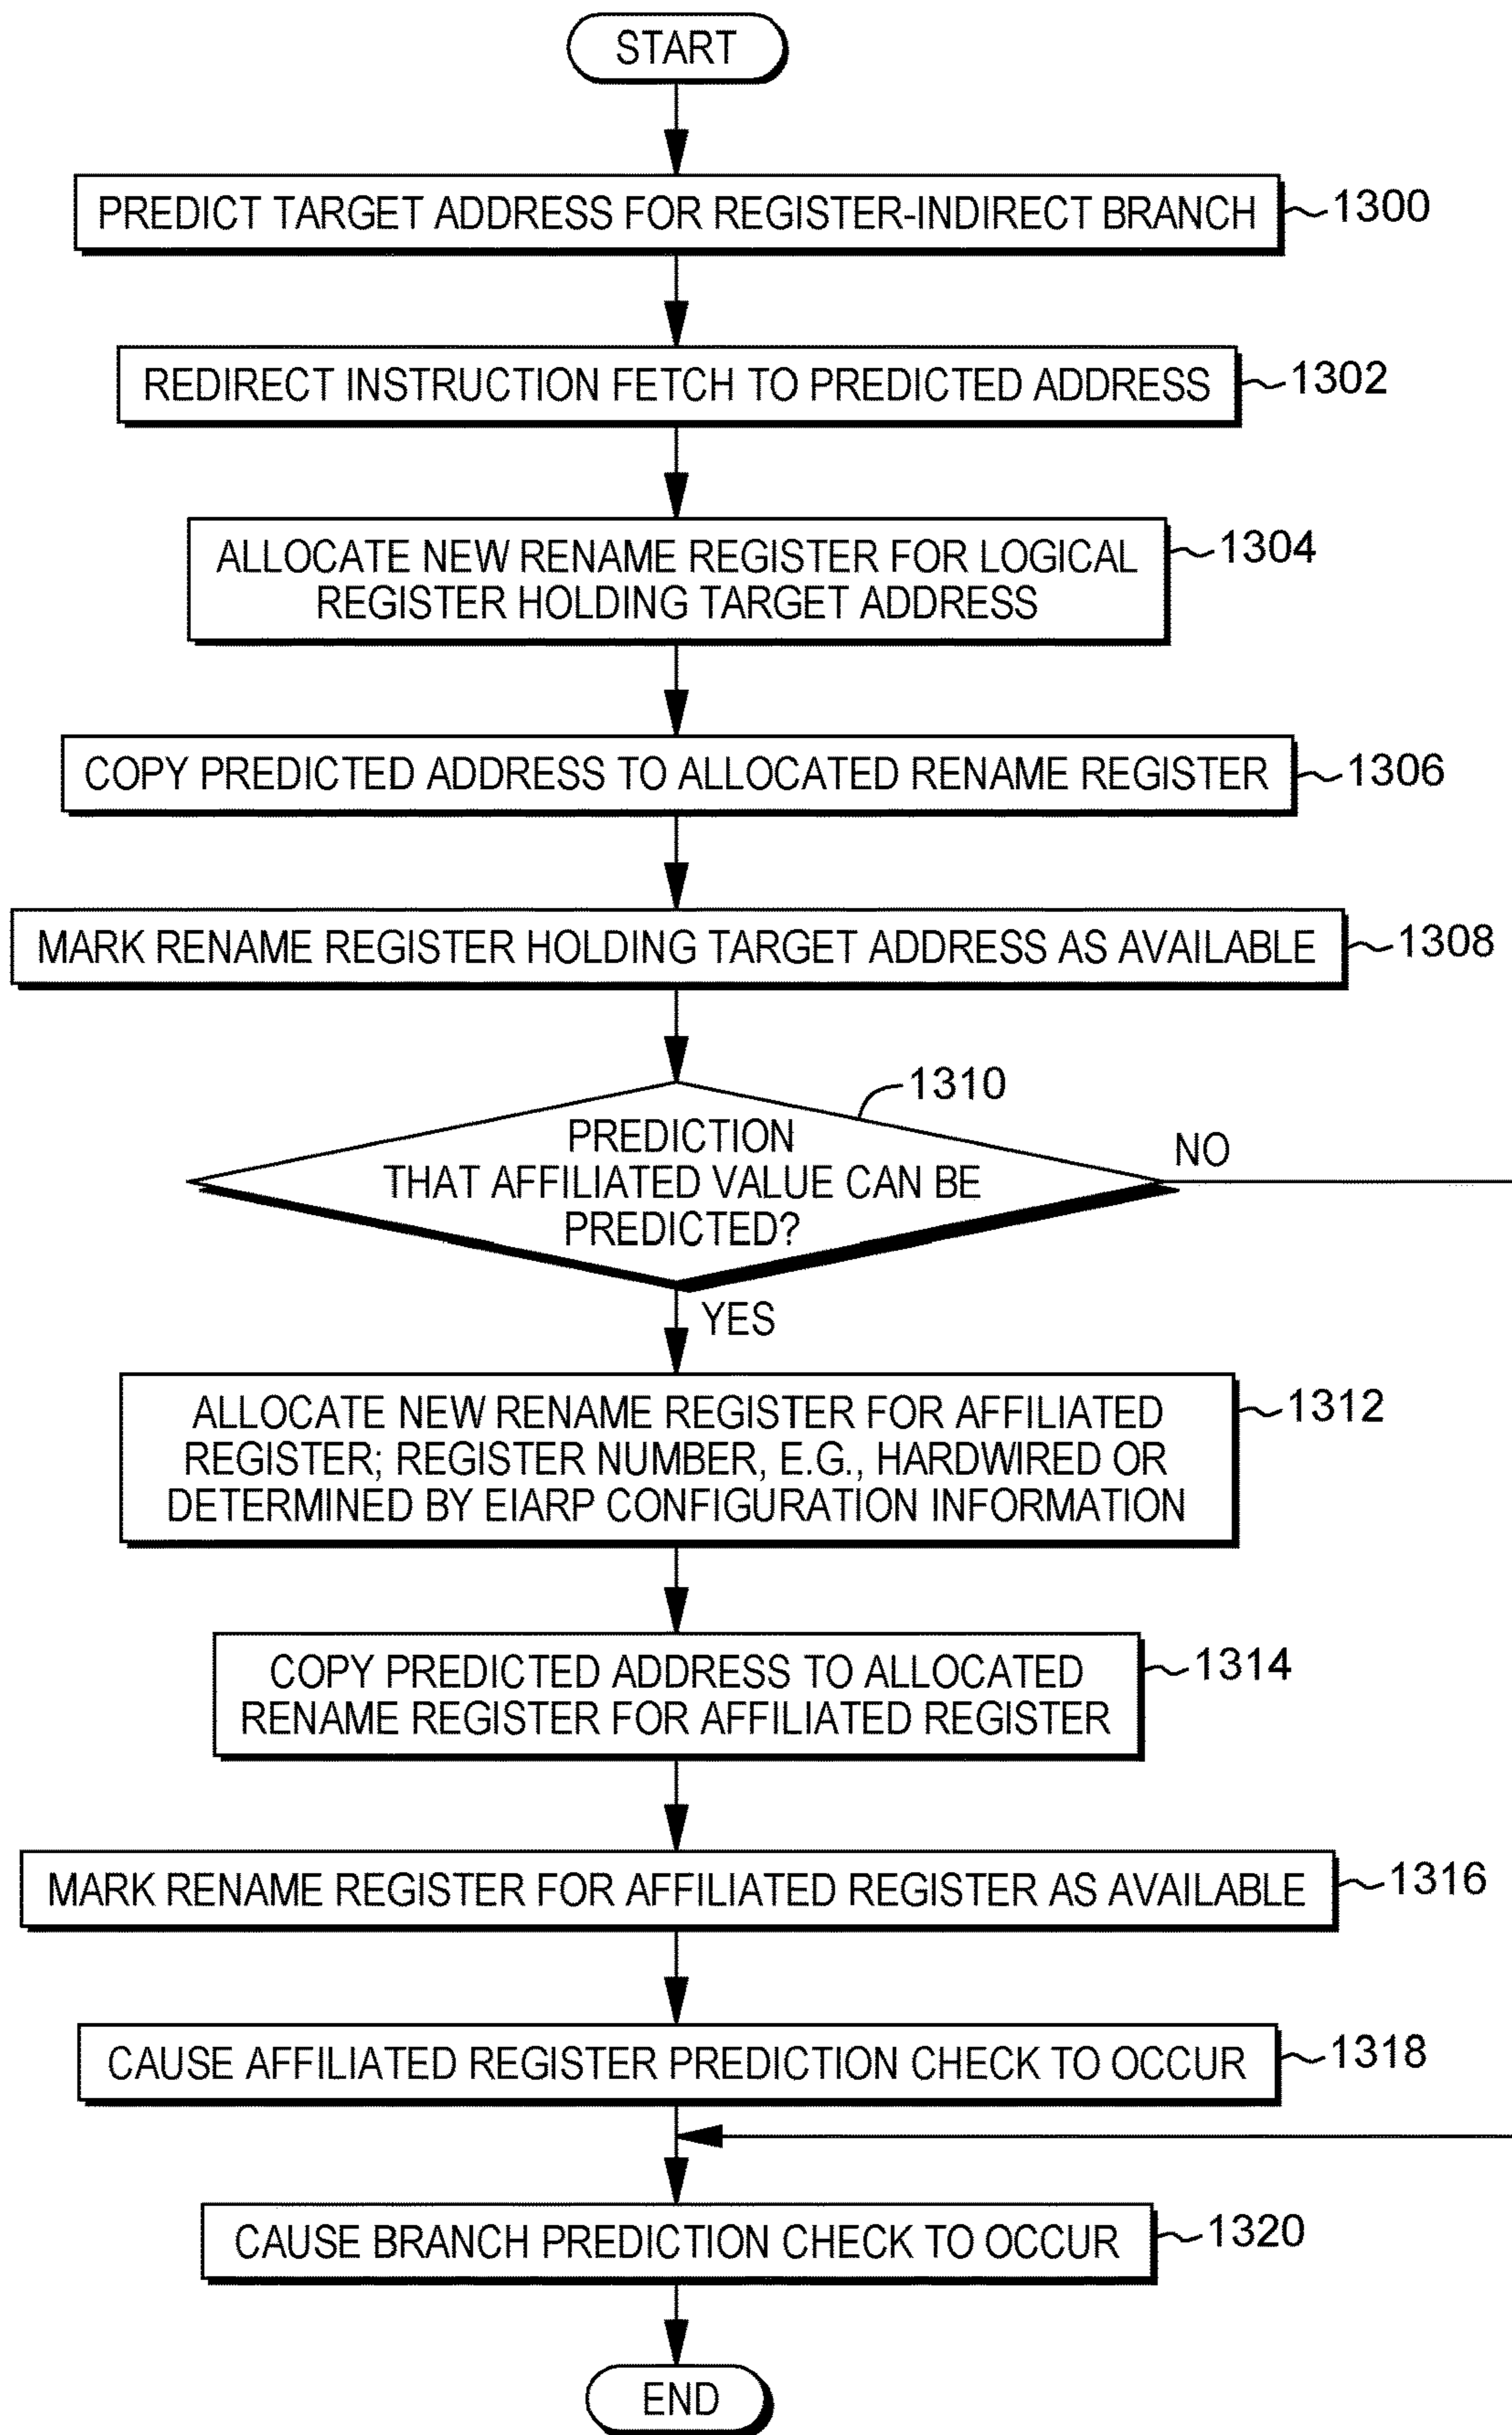 START
PREDICT TARGET ADDRESS FOR REGISTER-INDIRECT BRANCH
1300
REDIRECT INSTRUCTION FETCH TO PREDICTED ADDRESS
1302
ALLOCATE NEW RENAME REGISTER FOR LOGICAL
REGISTER HOLDING TARGET ADDRESS
1304
COPY PREDICTED ADDRESS TO ALLOCATED RENAME REGISTER
1306
MARK RENAME REGISTER HOLDING TARGET ADDRESS AS AVAILABLE
1308
1310
PREDICTION
THAT AFFILIATED VALUE CAN BE
PREDICTED?
NO
YES
ALLOCATE NEW RENAME REGISTER FOR AFFILIATED
REGISTER; REGISTER NUMBER, E.G., HARDWIRED OR
DETERMINED BY EIARP CONFIGURATION INFORMATION
1312
COPY PREDICTED ADDRESS TO ALLOCATED
RENAME REGISTER FOR AFFILIATED REGISTER
1314
MARK RENAME REGISTER FOR AFFILIATED REGISTER AS AVAILABLE
1316
CAUSE AFFILIATED REGISTER PREDICTION CHECK TO OCCUR
1318
CAUSE BRANCH PREDICTION CHECK TO OCCUR
1320
END